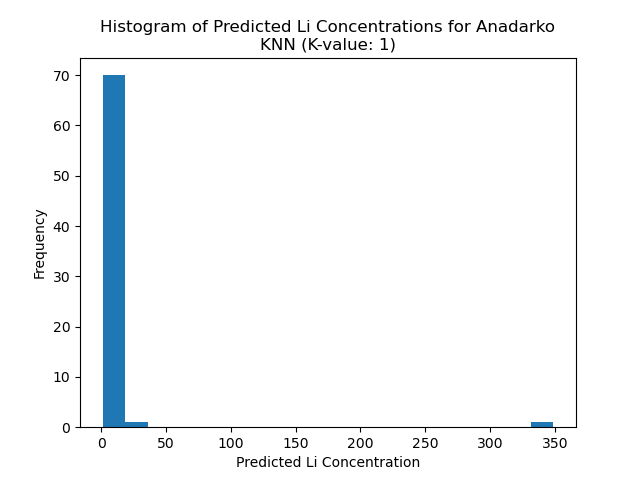 Histogram of Predicted Li Concentrations for Anadarko
KNN (K-value: 1)
70
60
50
40
30
20
10
0
Frequency
0 50 100 150 200 250 300 350
Predicted Li Concentration